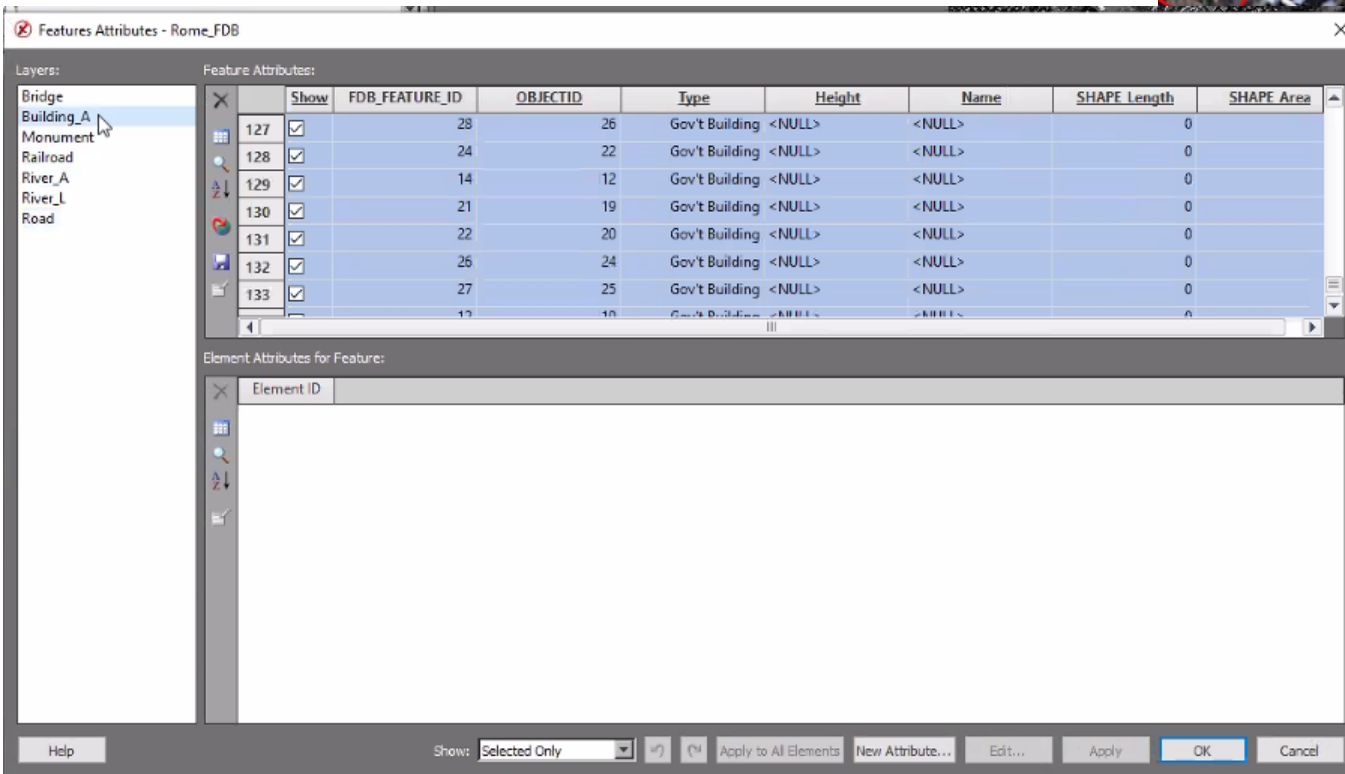 Features Attributes - Rome_FDB
Layers:
Bridge
Building_A
Monument
Railroad
River_A
River_L
Road
Feature Attributes:
Show FDB_FEATURE_ID OBJECTID Type Height Name SHAPE Length SHAPE Area
127 28 26 Gov't Building <NULL> <NULL> 0
128 24 22 Gov't Building <NULL> <NULL> 0
129 14 12 Gov't Building <NULL> <NULL> 0
130 21 19 Gov't Building <NULL> <NULL> 0
131 22 20 Gov't Building <NULL> <NULL> 0
132 26 24 Gov't Building <NULL> <NULL> 0
133 27 25 Gov't Building <NULL> <NULL> 0
Element Attributes for Feature:
Element ID
Help Show: Selected Only Apply to All Elements New Attribute... Edit... Apply OK Cancel